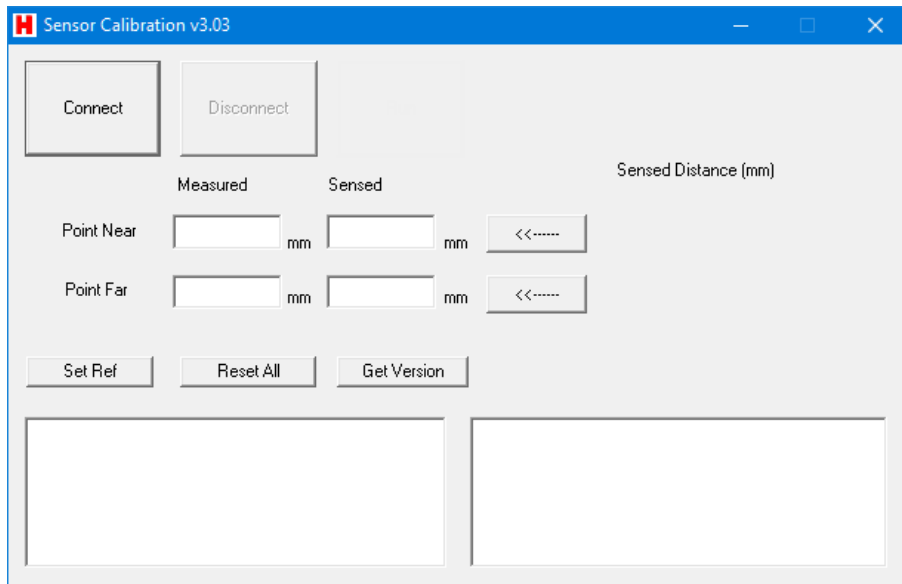 H Sensor Calibration v3.03
Connect
Disconnect
Sensed Distance (mm)
Measured Sensed
Point Near mm mm <<------
Point Far mm mm <<------
Set Ref Reset All Get Version